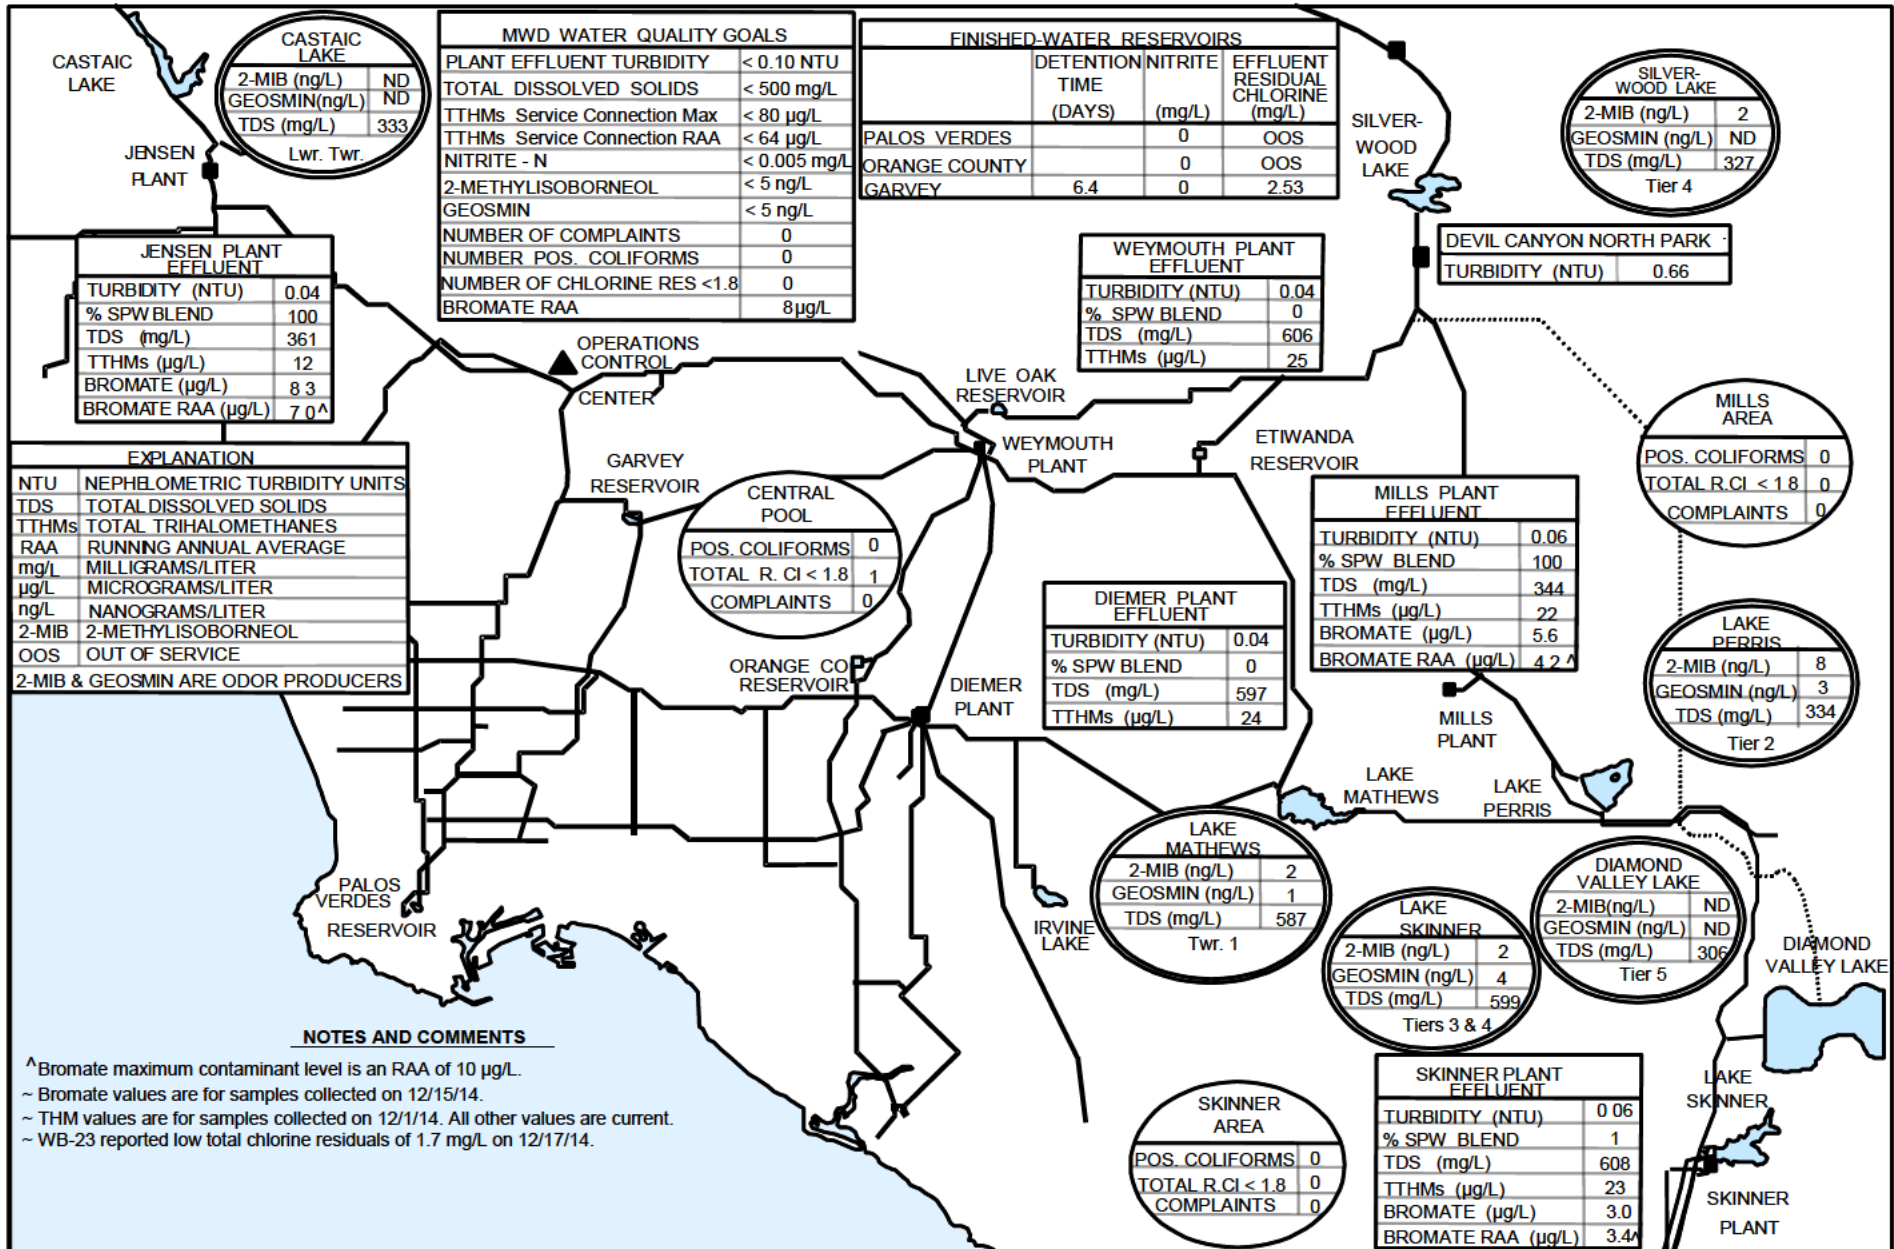 CASTAIC
LAKE
CASTAIC
LAKE
2-MIB (ng/L) ND
GEOSMIN(ng/L) ND
TDS (mg/L) 333
Lwr. Twr.
JENSEN
PLANT
MWD WATER QUALITY GOALS
PLANT EFFLUENT TURBIDITY < 0.10 NTU
TOTAL DISSOLVED SOLIDS < 500 mg/L
TTHMs Service Connection Max < 80 µg/L
TTHMs Service Connection RAA < 64 µg/L
NITRITE - N < 0.005 mg/L
2-METHYLISOBORNEOL < 5 ng/L
GEOSMIN < 5 ng/L
NUMBER OF COMPLAINTS 0
NUMBER POS. COLIFORMS 0
NUMBER OF CHLORINE RES <1.8 0
BROMATE RAA 8µg/L
FINISHED-WATER RESERVOIRS
DETENTION NITRITE EFFLUENT
TIME RESIDUAL
CHLORINE
(DAYS) (mg/L) (mg/L)
PALOS VERDES 0 OOS
ORANGE COUNTY 0 OOS
GARVEY 6.4 0 2.53
SILVER-
WOOD
LAKE
SILVER-
WOOD LAKE
2-MIB (ng/L) 2
GEOSMIN (ng/L) ND
TDS (mg/L) 327
Tier 4
DEVIL CANYON NORTH PARK
TURBIDITY (NTU) 0.66
JENSEN PLANT
EFFLUENT
TURBIDITY (NTU) 0.04
% SPW BLEND 100
TDS (mg/L) 361
TTHMs (µg/L) 12
BROMATE (µg/L) 8 3
BROMATE RAA (µg/L) 7 0^
WEYMOUTH PLANT
EFFLUENT
TURBIDITY (NTU) 0.04
% SPW BLEND 0
TDS (mg/L) 606
TTHMs (µg/L) 25
OPERATIONS
CONTROL
CENTER
LIVE OAK
RESERVOIR
WEYMOUTH
PLANT
ETIWANDA
RESERVOIR
GARVEY
RESERVOIR
MILLS
AREA
POS. COLIFORMS 0
TOTAL R.Cl < 1 8 0
COMPLAINTS 0
EXPLANATION
NTU NEPHELOMETRIC TURBIDITY UNITS
TDS TOTAL DISSOLVED SOLIDS
TTHMs TOTAL TRIHALOMETHANES
RAA RUNNING ANNUAL AVERAGE
mg/L MILLIGRAMS/LITER
µg/L MICROGRAMS/LITER
ng/L NANOGRAMS/LITER
2-MIB 2-METHYLISOBORNEOL
OOS OUT OF SERVICE
2-MIB & GEOSMIN ARE ODOR PRODUCERS
CENTRAL
POOL
POS. COLIFORMS 0
TOTAL R. Cl < 1.8 1
COMPLAINTS 0
MILLS PLANT
EFFLUENT
TURBIDITY (NTU) 0.06
% SPW BLEND 100
TDS (mg/L) 344
TTHMs (µg/L) 22
BROMATE (µg/L) 5.6
BROMATE RAA (µg/L) 4.2 ^
DIEMER PLANT
EFFLUENT
TURBIDITY (NTU) 0.04
% SPW BLEND 0
TDS (mg/L) 597
TTHMs (µg/L) 24
LAKE
PERRIS
2-MIB (ng/L) 8
GEOSMIN (ng/L) 3
TDS (mg/L) 334
Tier 2
ORANGE CO
RESERVOIR
DIEMER
PLANT
MILLS
PLANT
LAKE
MATHEWS
LAKE
PERRIS
LAKE
MATHEWS
2-MIB (ng/L) 2
GEOSMIN (ng/L) 1
TDS (mg/L) 587
Twr. 1
DIAMOND
VALLEY LAKE
2-MIB(ng/L) ND
GEOSMIN (ng/L) ND
TDS (mg/L) 306
Tier 5
PALOS
VERDES
RESERVOIR
IRVINE
LAKE
LAKE
SKINNER
2-MIB (ng/L) 2
GEOSMIN (ng/L) 4
TDS (mg/L) 599
Tiers 3 & 4
DIAMOND
VALLEY LAKE
NOTES AND COMMENTS
^ Bromate maximum contaminant level is an RAA of 10 µg/L.
~ Bromate values are for samples collected on 12/15/14.
~ THM values are for samples collected on 12/1/14. All other values are current.
~ WB-23 reported low total chlorine residuals of 1.7 mg/L on 12/17/14.
SKINNER
AREA
POS. COLIFORMS 0
TOTAL R.Cl < 1.8 0
COMPLAINTS 0
SKINNER PLANT
EFFLUENT
TURBIDITY (NTU) 0 06
% SPW BLEND 1
TDS (mg/L) 608
TTHMs (µg/L) 23
BROMATE (µg/L) 3.0
BROMATE RAA (µg/L) 3.4^
LAKE
SKINNER
SKINNER
PLANT